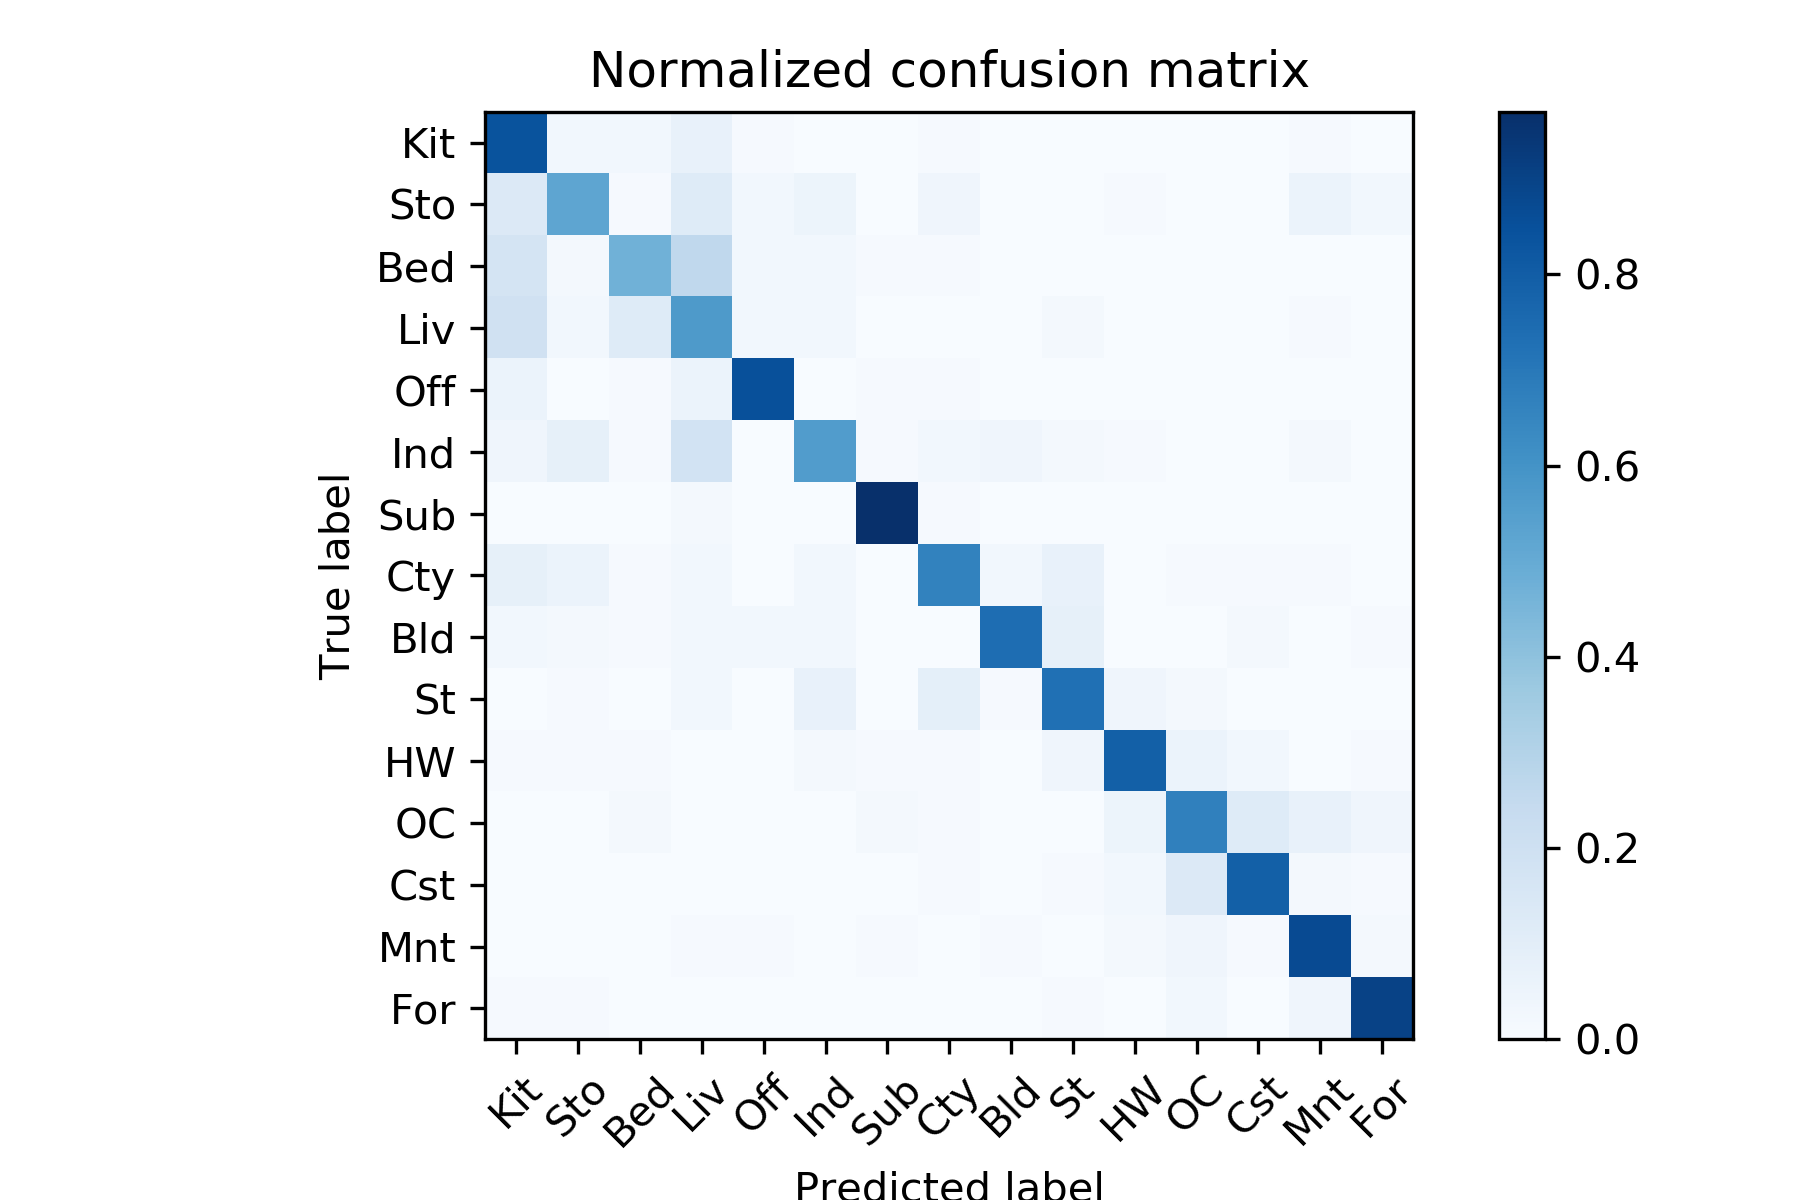 Normalized confusion matrix
True label
Kit
Sto
Bed
Liv
Off
Ind
Sub
Cty
Bld
St
HW
OC
Cst
Mnt
For
Kit Sto Bed Liv Off Ind Sub Cty Bld St HW OC Cst Mnt For
Predicted label
0.8
0.6
0.4
0.2
0.0